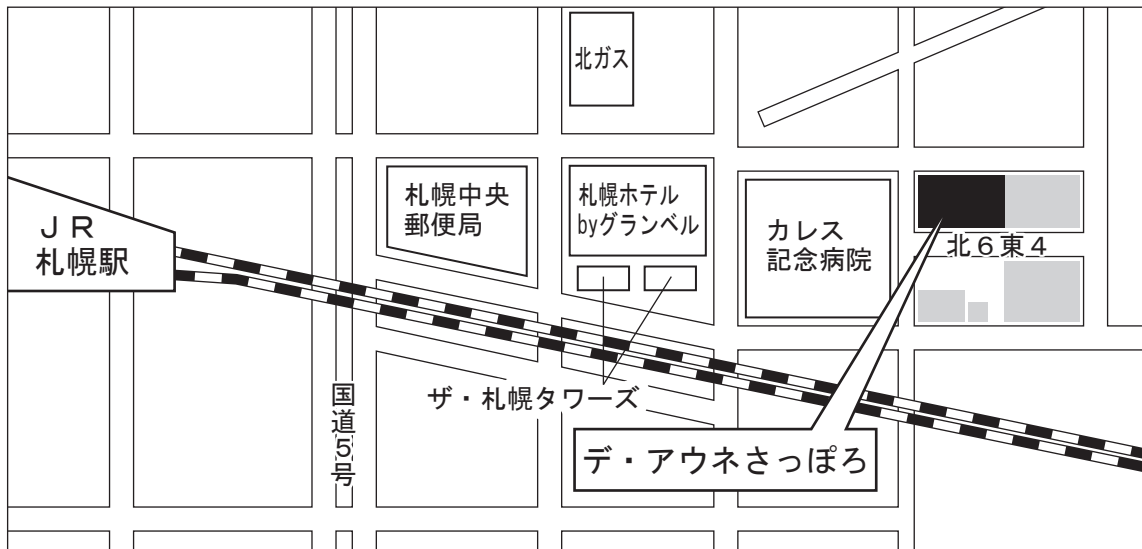 北ガス
札幌中央
郵便局
札幌ホテル
byグランベル
カレス
記念病院
北6東4
JR
札幌駅
ザ・札幌タワーズ
国道5号
デ・アウネさっぽろ